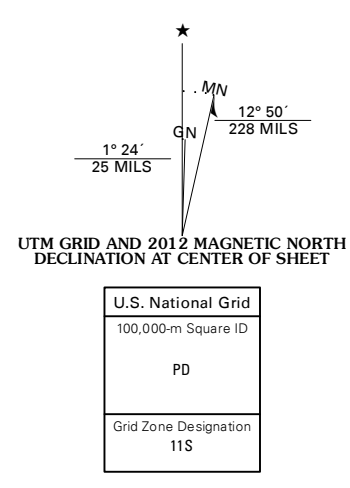 ★
MN
GN
12° 50´
228 MILS
1° 24´
25 MILS
UTM GRID AND 2012 MAGNETIC NORTH
DECLINATION AT CENTER OF SHEET
U.S. National Grid
100,000-m Square ID
PD
Grid Zone Designation
11S